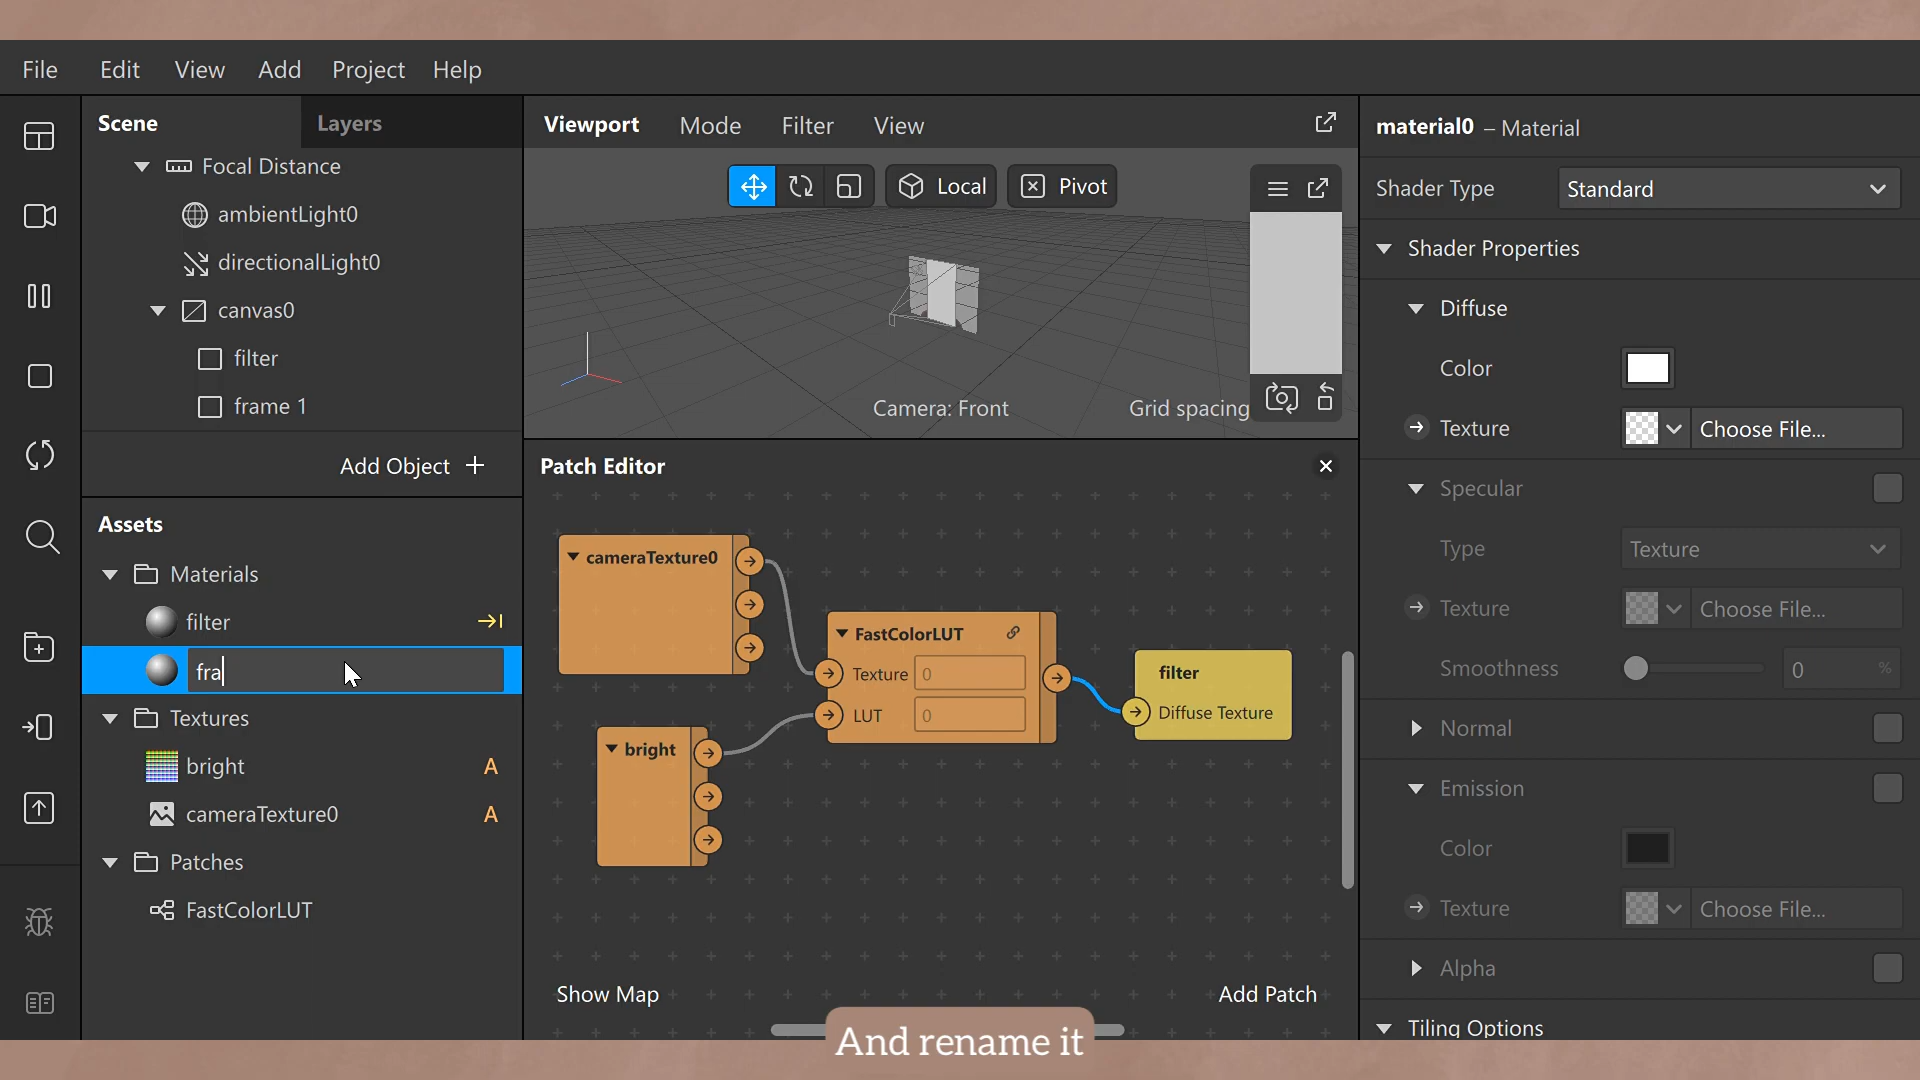 File Edit View Add Project Help
Scene Layers
Focal Distance
ambientLight0
directionalLight0
canvas0
filter
frame 1
Add Object +
Assets
Materials
filter
fra
Textures
bright A
cameraTexture0 A
Patches
FastColorLUT
Viewport Mode Filter View
Local Pivot
Camera: Front Grid spacing
Patch Editor
cameraTexture0
FastColorLUT
Texture 0
LUT 0
filter
Diffuse Texture
bright
Show Map Add Patch
material0 – Material
Shader Type Standard
Shader Properties
Diffuse
Color
Texture Choose File...
Specular
Type Texture
Texture Choose File...
Smoothness 0 %
Normal
Emission
Color
Texture Choose File...
Alpha
Tiling Options
And rename it